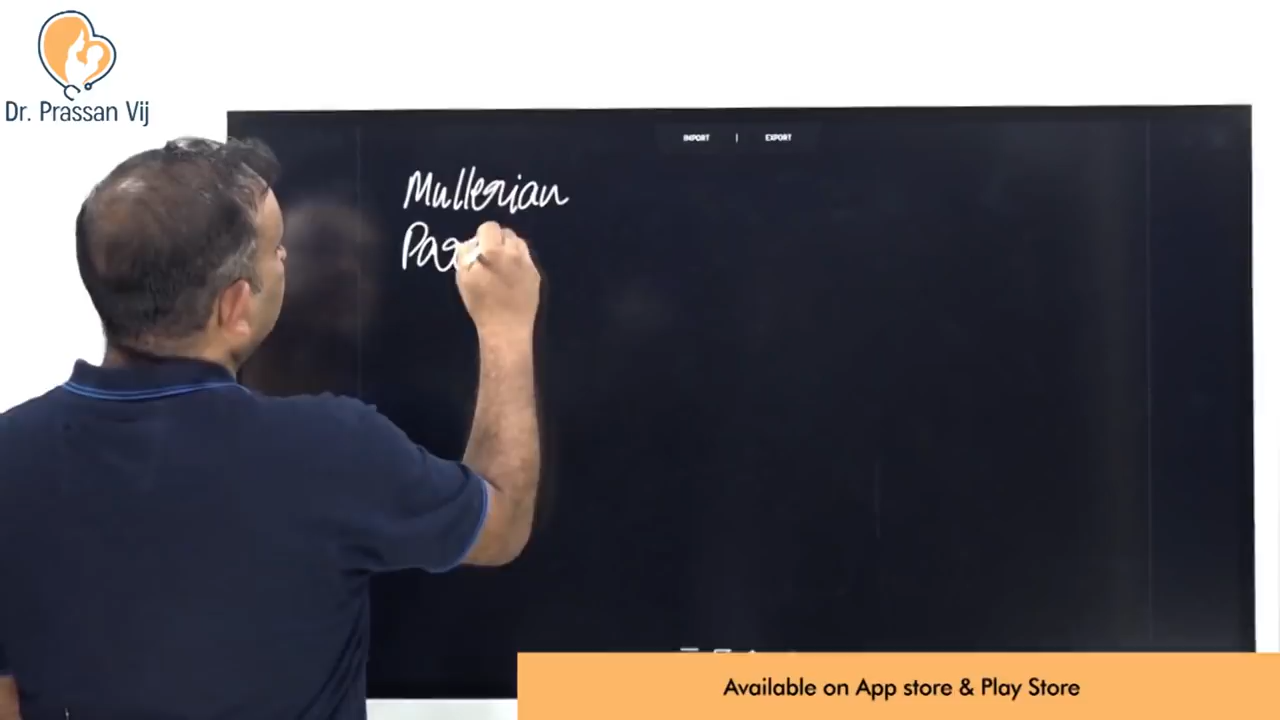 Dr. Prassan Vij
IMPORT | EXPORT
Mullerian
Available on App store & Play Store